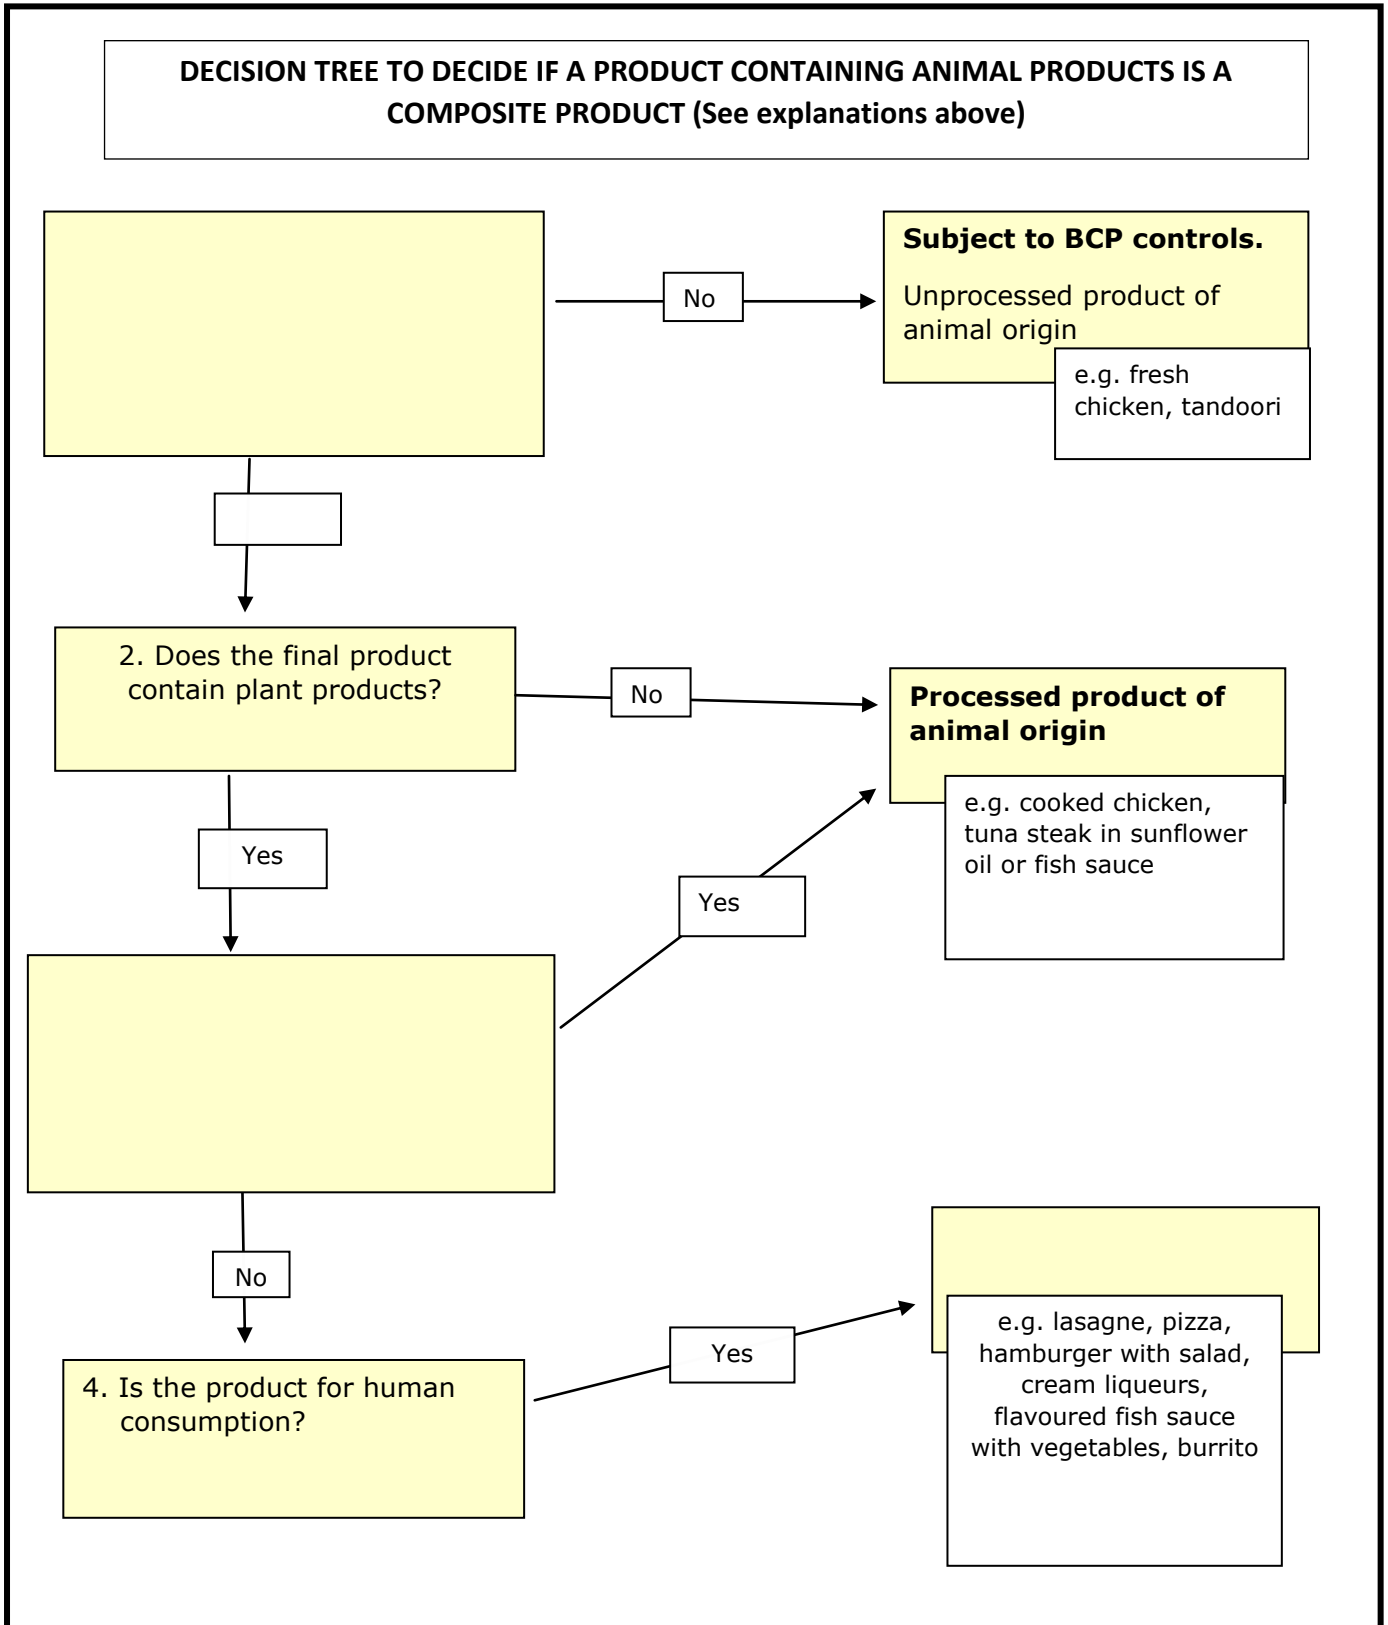 DECISION TREE TO DECIDE IF A PRODUCT CONTAINING ANIMAL PRODUCTS IS A
COMPOSITE PRODUCT (See explanations above)
No
Subject to BCP controls.
Unprocessed product of
animal origin
e.g. fresh
chicken, tandoori
2. Does the final product
contain plant products?
No
Processed product of
animal origin
e.g. cooked chicken,
tuna steak in sunflower
oil or fish sauce
Yes
Yes
No
4. Is the product for human
consumption?
Yes
e.g. lasagne, pizza,
hamburger with salad,
cream liqueurs,
flavoured fish sauce
with vegetables, burrito